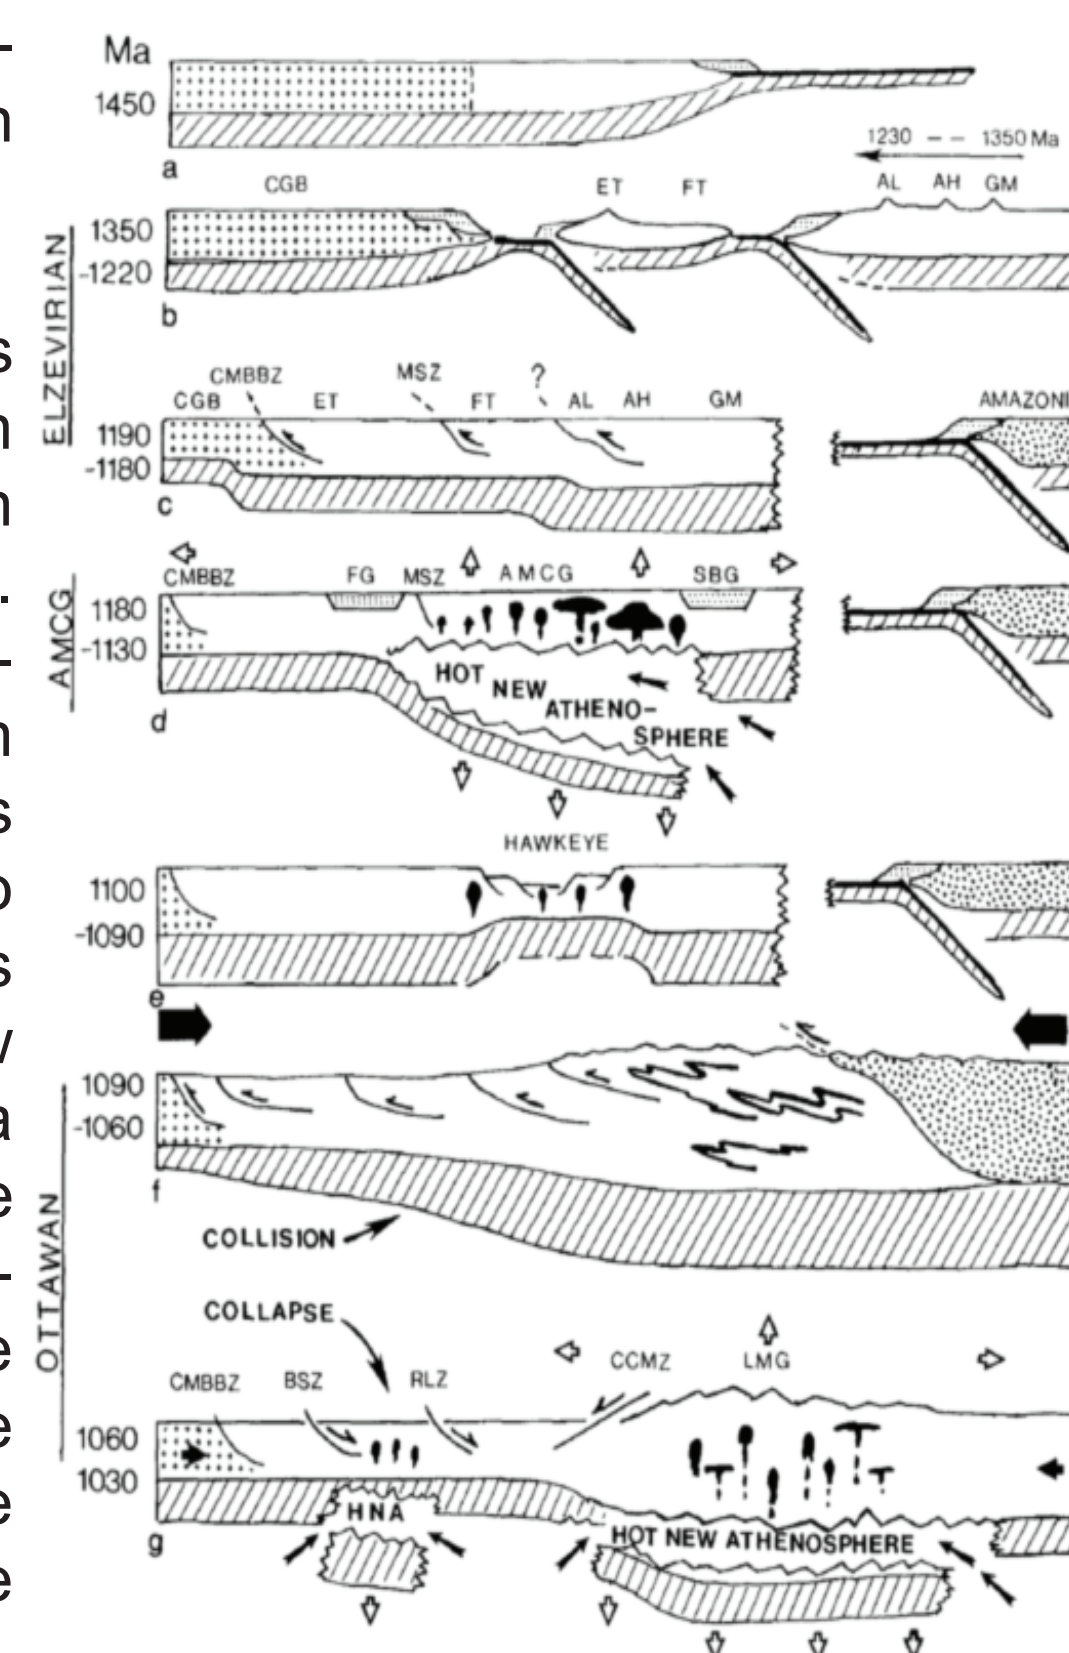 Ma
1450
a
1230 -- 1350 Ma
CGB ET FT AL AH GM
1350
-1220
b
ELZEVIRIAN
CMBBZ MSZ ?
CGB ET FT AL AH GM AMAZONI
1190
-1180
c
CMBBZ FG MSZ AMCG SBG
1180
-1130
AMCG
HOT
NEW
ATHENO-
SPHERE
d
HAWKEYE
1100
-1090
e
1090
-1060
f
COLLISION
OTTAWAN
COLLAPSE
CMBBZ BSZ RLZ CCMZ LMG
1060
1030
HNA
HOT NEW ATHENOSPHERE
g